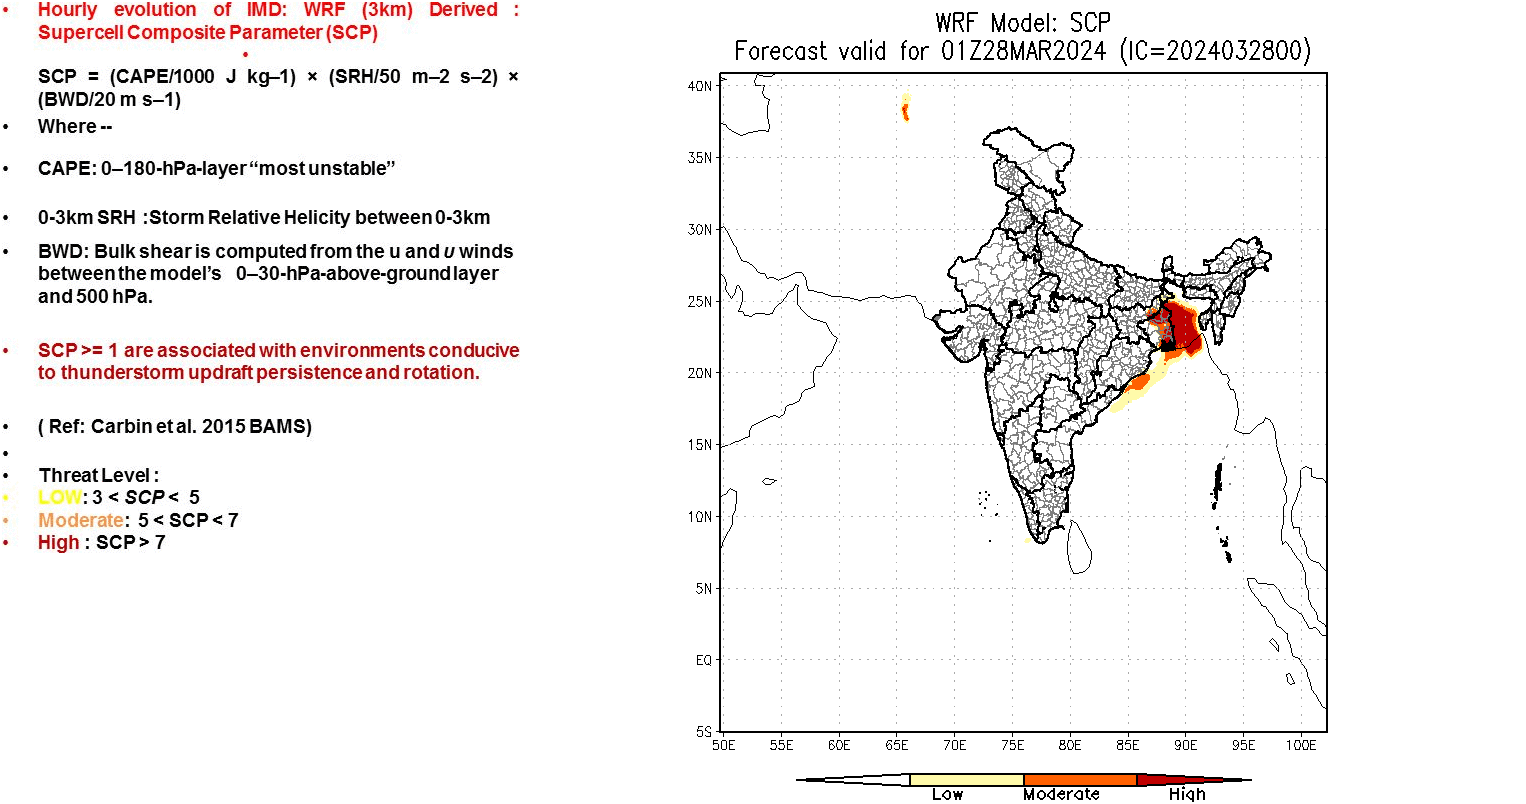 • Hourly evolution of IMD: WRF (3km) Derived :
Supercell Composite Parameter (SCP)
•
SCP = (CAPE/1000 J kg–1) × (SRH/50 m–2 s–2) ×
(BWD/20 m s–1)
• Where --
• CAPE: 0–180-hPa-layer “most unstable”
• 0-3km SRH :Storm Relative Helicity between 0-3km
• BWD: Bulk shear is computed from the u and υ winds
between the model’s 0–30-hPa-above-ground layer
and 500 hPa.
• SCP >= 1 are associated with environments conducive
to thunderstorm updraft persistence and rotation.
• ( Ref: Carbin et al. 2015 BAMS)
•
• Threat Level :
• LOW: 3 < SCP < 5
• Moderate: 5 < SCP < 7
• High : SCP > 7
WRF Model: SCP
Forecast valid for 01Z28MAR2024 (IC=2024032800)
40N
35N
30N
25N
20N
15N
10N
5N
EQ
5S
50E 55E 60E 65E 70E 75E 80E 85E 90E 95E 100E
Low Moderate High